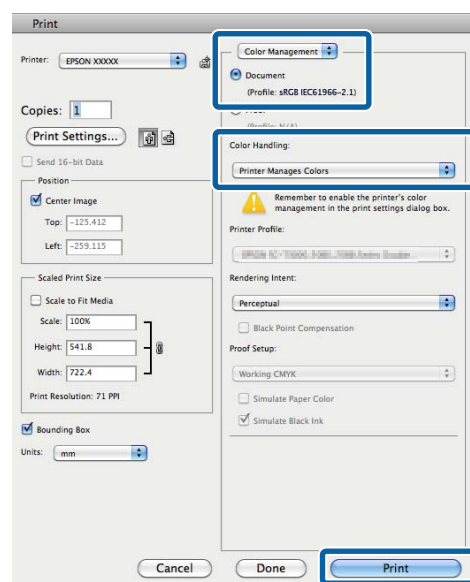 Print
Printer: EPSON XXXXX
Copies: 1
Print Settings...
Send 16-bit Data
Position
Center Image
Top: -125.412
Left: -259.115
Scaled Print Size
Scale to Fit Media
Scale: 100%
Height: 541.8
Width: 722.4
Print Resolution: 71 PPI
Bounding Box
Units: mm
Color Management
Document
(Profile: sRGB IEC61966-2.1)
Color Handling:
Printer Manages Colors
Remember to enable the printer's color
management in the print settings dialog box.
Printer Profile:
Rendering Intent:
Perceptual
Black Point Compensation
Proof Setup:
Working CMYK
Simulate Paper Color
Simulate Black Ink
Cancel
Done
Print